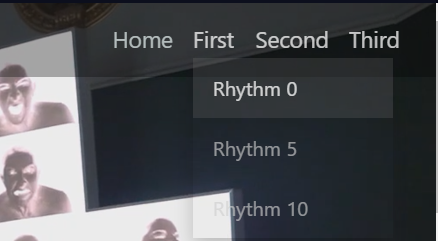 Home First Second Third
Rhythm 0
Rhythm 5
Rhythm 10